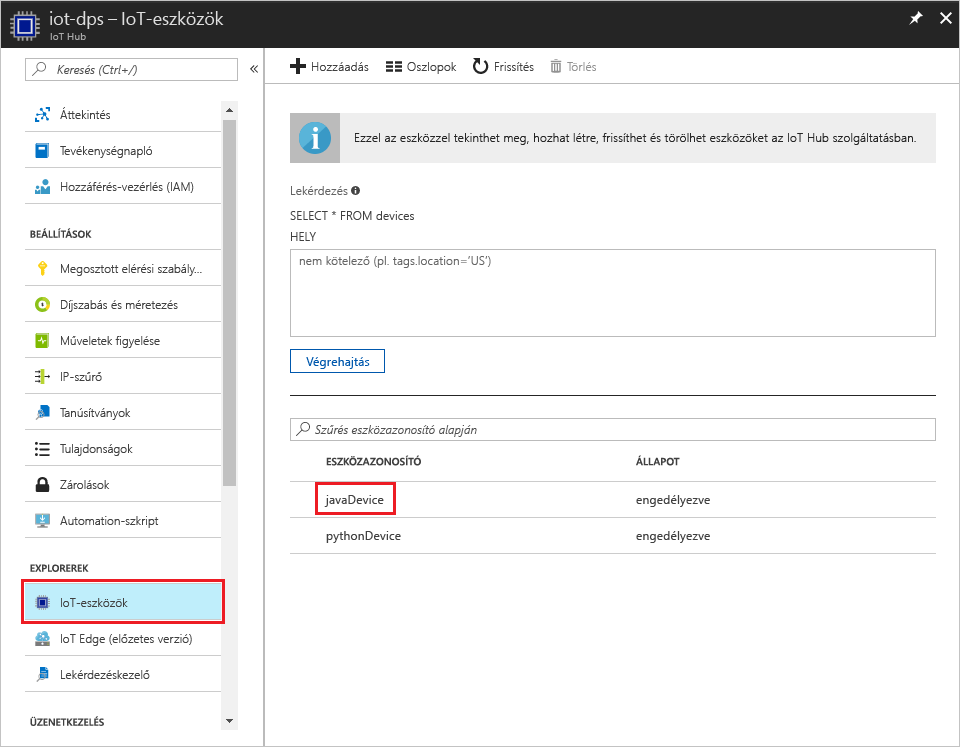 iot-dps – IoT-eszközök
IoT Hub
Keresés (Ctrl+/)
Áttekintés
Tevékenységnapló
Hozzáférés-vezérlés (IAM)
BEÁLLÍTÁSOK
Megosztott elérési szabály...
Díjszabás és méretezés
Műveletek figyelése
IP-szűrő
Tanúsítványok
Tulajdonságok
Zárolások
Automation-szkript
EXPLOREREK
IoT-eszközök
IoT Edge (előzetes verzió)
Lekérdezéskezelő
ÜZENETKEZELÉS
Hozzáadás Oszlopok Frissítés Törlés
Ezzel az eszközzel tekinthet meg, hozhat létre, frissíthet és törölhet eszközöket az IoT Hub szolgáltatásban.
Lekérdezés
SELECT * FROM devices
HELY
nem kötelező (pl. tags.location='US')
Végrehajtás
Szűrés eszközazonosító alapján
ESZKÖZAZONOSÍTÓ ÁLLAPOT
javaDevice engedélyezve
pythonDevice engedélyezve